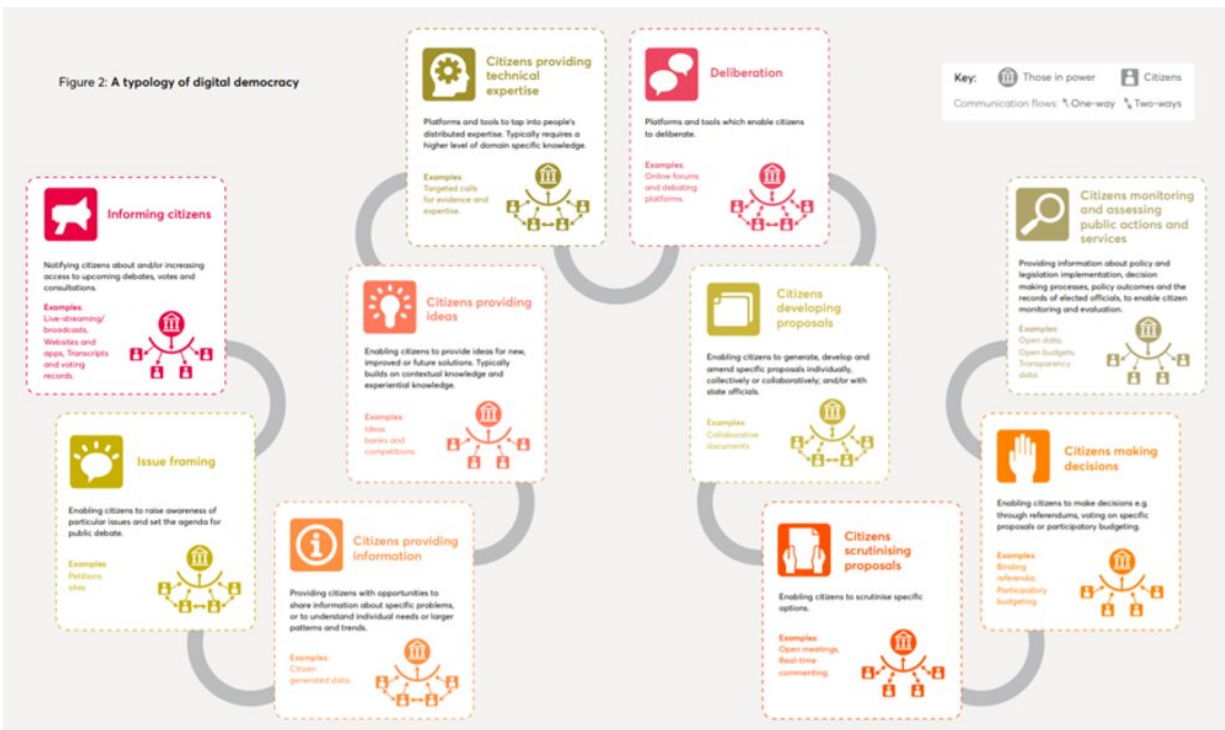 Figure 2: A typology of digital democracy
Key: Those in power Citizens
Communication flows: One-way Two-ways
Informing citizens
Notifying citizens about and/or increasing
access to upcoming debates, votes and
consultations.
Examples:
Live-streaming/
broadcasts,
Websites and
apps, Transcripts
and voting
records.
Issue framing
Enabling citizens to raise awareness of
particular issues and set the agenda for
public debate.
Examples:
Petitions
sites.
Citizens providing
information
Providing citizens with opportunities to
share information about specific problems,
or to understand individual needs or larger
patterns and trends.
Examples:
Citizen
generated data.
Citizens providing
ideas
Enabling citizens to provide ideas for new,
improved or future solutions. Typically
builds on contextual knowledge and
experiential knowledge.
Examples:
Ideas
banks and
competitions.
Citizens providing
technical
expertise
Platforms and tools to tap into people's
distributed expertise. Typically requires a
higher level of domain specific knowledge.
Examples:
Targeted calls
for evidence and
expertise.
Deliberation
Platforms and tools which enable citizens
to deliberate.
Examples:
Online forums
and debating
platforms.
Citizens
developing
proposals
Enabling citizens to generate, develop and
amend specific proposals individually,
collectively or collaboratively; and/or with
state officials.
Examples:
Collaborative
documents.
Citizens
scrutinising
proposals
Enabling citizens to scrutinise specific
options.
Examples:
Open meetings,
Real-time
commenting.
Citizens making
decisions
Enabling citizens to make decisions e.g.
through referendums, voting on specific
proposals or participatory budgeting.
Examples:
Binding
referenda,
Participatory
budgeting.
Citizens monitoring
and assessing
public actions and
services
Providing information about policy and
legislation implementation, decision
making processes, policy outcomes and the
records of elected officials, to enable citizen
monitoring and evaluation.
Examples:
Open data,
Open budgets,
Transparency
data.